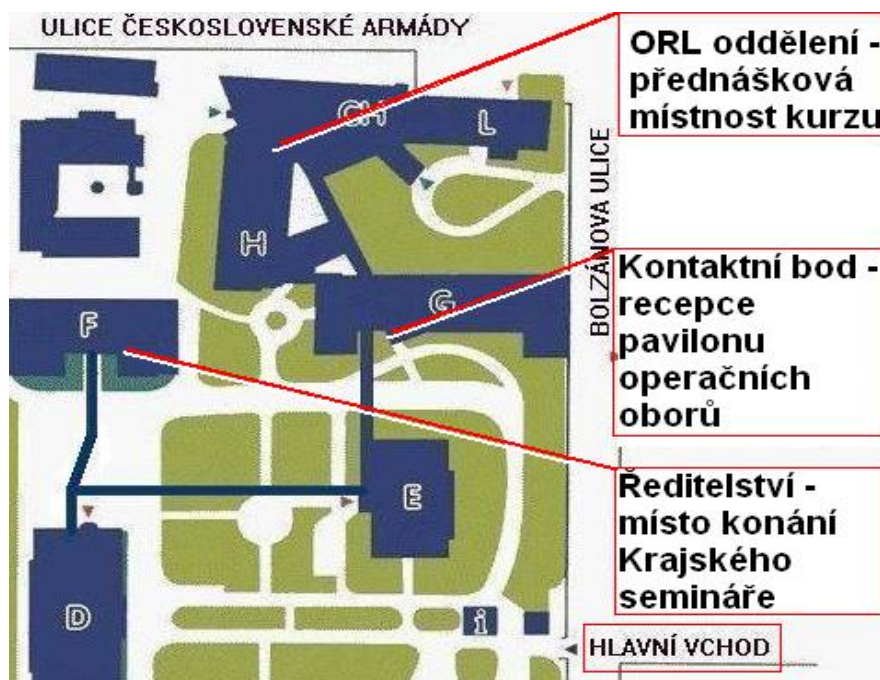 ULICE ČESKOSLOVENSKÉ ARMÁDY
ORL oddělení -
přednášková
místnost kurzu
CH
L
H
BOLZÁNOVA ULICE
Kontaktní bod -
recepce
pavilonu
operačních
oborů
G
F
E
Ředitelství -
místo konání
Krajského
semináře
D
i
HLAVNÍ VCHOD